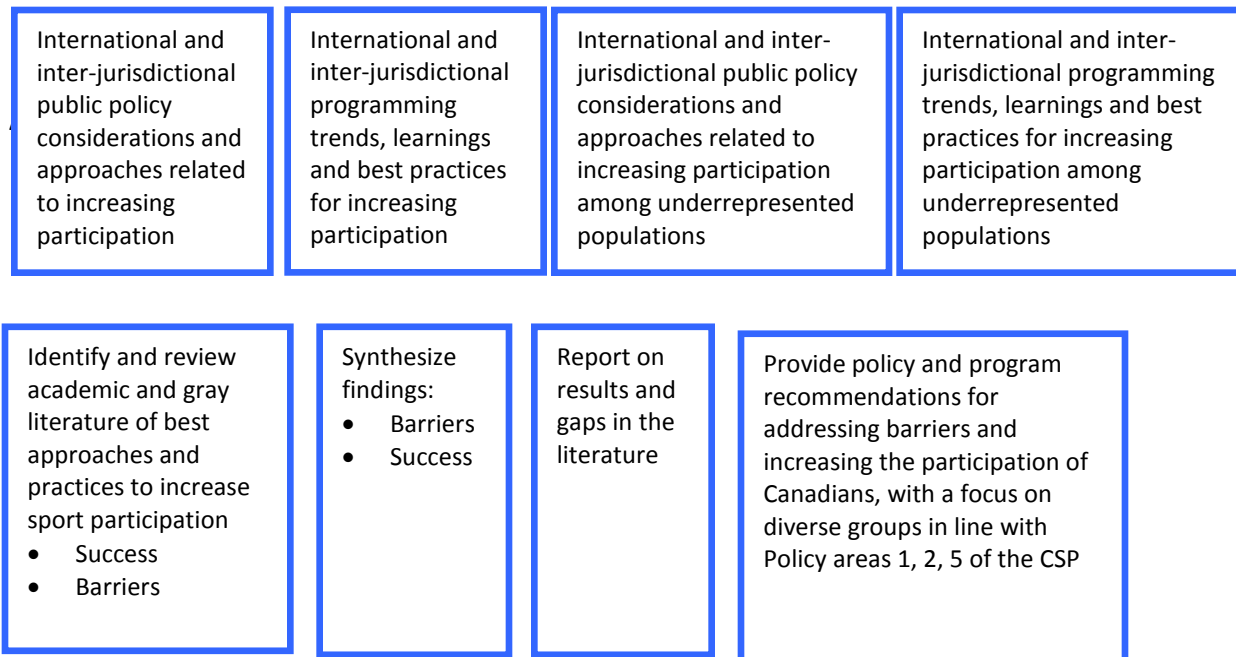 International and
inter-jurisdictional
public policy
considerations and
approaches related
to increasing
participation
International and
inter-jurisdictional
programming
trends, learnings
and best practices
for increasing
participation
International and inter-
jurisdictional public policy
considerations and
approaches related to
increasing participation
among underrepresented
populations
International and inter-
jurisdictional programming
trends, learnings and best
practices for increasing
participation among
underrepresented
populations
Identify and review
academic and gray
literature of best
approaches and
practices to increase
sport participation
• Success
• Barriers
Synthesize
findings:
• Barriers
• Success
Report on
results and
gaps in the
literature
Provide policy and program
recommendations for
addressing barriers and
increasing the participation of
Canadians, with a focus on
diverse groups in line with
Policy areas 1, 2, 5 of the CSP